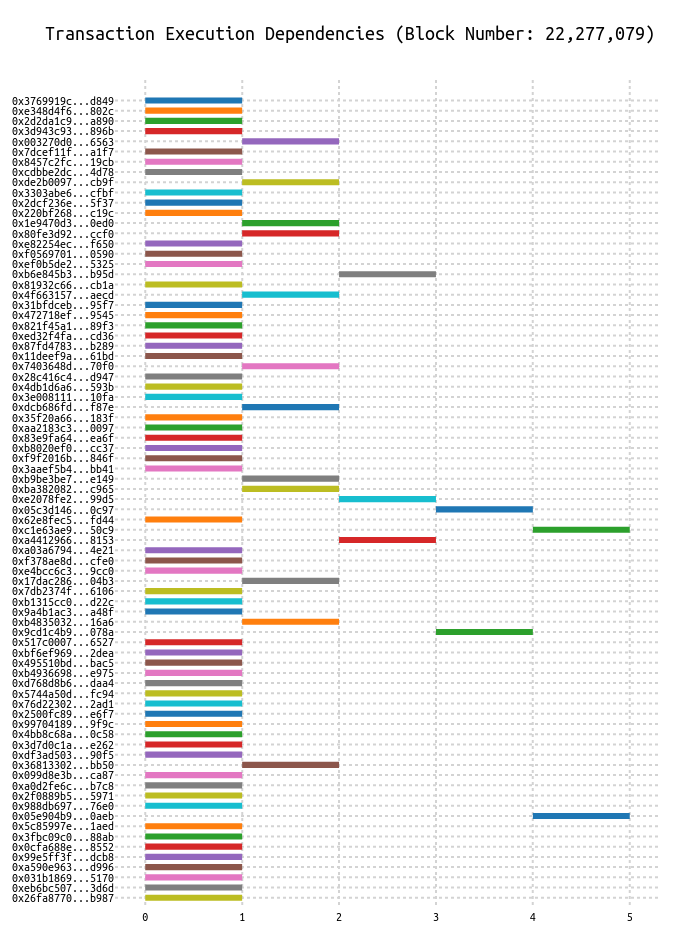 Transaction Execution Dependencies (Block Number: 22,277,079)
0x3769919c...d849
0xe348d4f6...802c
0x2d2da1c9...a890
0x3d943c93...896b
0x003270d0...6563
0x7dcef11f...a1f7
0x8457c2fc...19cb
0xcdbbe2dc...4d78
0xde2b0097...cb9f
0x3303abe6...cfbf
0x2dcf236e...5f37
0x220bf268...c19c
0x1e9470d3...0ed0
0x80fe3d92...ccf0
0xe82254ec...f650
0xf0569701...0590
0xef0b5de2...5325
0xb6e845b3...b95d
0x81932c66...cb1a
0x4f663157...aecd
0x31bfdceb...95f7
0x472718ef...9545
0x821f45a1...89f3
0xed32f4fa...cd36
0x87fd4783...b289
0x11deef9a...61bd
0x7403648d...70f0
0x28c416c4...d947
0x4db1d6a6...593b
0x3e008111...10fa
0xdcb686fd...f87e
0x35f20a66...183f
0xaa2183c3...0097
0x83e9fa64...ea6f
0xb8020ef0...cc37
0xf9f2016b...846f
0x3aaef5b4...bb41
0xb9be3be7...e149
0xba382082...c965
0xe2078fe2...99d5
0x05c3d146...0c97
0x62e8fec5...fd44
0xc1e63ae9...50c9
0xa4412966...8153
0xa03a6794...4e21
0xf378ae8d...cfe0
0xe4bcc6c3...9cc0
0x17dac286...04b3
0x7db2374f...6106
0xb1315cc0...d22c
0x9a4b1ac3...a48f
0xb4835032...16a6
0x9cd1c4b9...078a
0x517c0007...6527
0xbf6ef969...2dea
0x495510bd...bac5
0xb4936698...e975
0xd768d8b6...daa4
0x5744a50d...fc94
0x76d22302...2ad1
0x2500fc89...e6f7
0x99704189...9f9c
0x4bb8c68a...0c58
0x3d7d0c1a...e262
0xdf3ad503...90f5
0x36813302...bb50
0x099d8e3b...ca87
0xa0d2fe6c...b7c8
0x2f0889b5...5971
0x988db697...76e0
0x05e904b9...0aeb
0x5c85997e...1aed
0x3fbc09c0...88ab
0x0cfa688e...8552
0x99e5ff3f...dcb8
0xa590e963...d996
0x031b1869...5170
0xeb6bc507...3d6d
0x26fa8770...b987
0 1 2 3 4 5